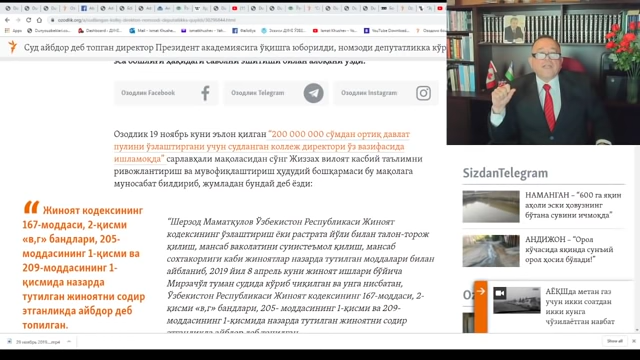 Суд айбдор деб топган директор Президент академиясига ўқишга юборилди, номзоди депутатликка кўр
Озодлик Facebook
Озодлик Telegram
Озодлик Instagram
Озодлик 19 ноябрь куни эълон қилган “200 000 000 сўмдан ортиқ давлат
пулини ўзлаштиргани учун судланган коллеж директори ўз вазифасида
ишламоқда” сарлавҳали мақоласидан сўнг Жиззах вилоят касбий таълимни
ривожлантириш ва мувофиқлаштириш ҳудудий бошқармаси бу мақолага
муносабат билдириб, жумладан бундай деб ёзди:
Жиноят кодексининг
167-моддаси, 2-қисми
«в,г» бандлари, 205-
моддасининг 1-қисми ва
209-моддасининг 1-
қисмида назарда
тутилган жиноятни содир
этганликда айбдор деб
топилган.
“Шерзод Маматқулов Ўзбекистон Республикаси Жиноят
кодексининг ўзлаштириш ёки растрата йўли билан талон-торож
қилиш, мансаб ваколатини суиистеъмол қилиш, мансаб
сохтакорлиги каби жиноятлар назарда тутилган моддалари билан
айбланиб, 2019 йил 8 апрель куни жиноят ишлари бўйича
Мирзачўл туман судида кўриб чиқилган ва унга нисбатан,
Ўзбекистон Республикаси Жиноят кодексининг 167-моддаси, 2-
қисми «в,г» бандлари, 205- моддасининг 1-қисми ва 209-
моддасининг 1-қисмида назарда тутилган жиноятни содир
SizdanTelegram
НАМАНГАН – “600 га яқин
аҳоли эски ҳовузнинг
бўтана сувини ичмоқда”
АНДИЖОН – “Орол
кўчасида яқинда сунъий
орол ҳосил бўлади!”
АЁҚШда метан газ
учун икки соатдан
икки кунга
чўзилаётган навбат
Show all